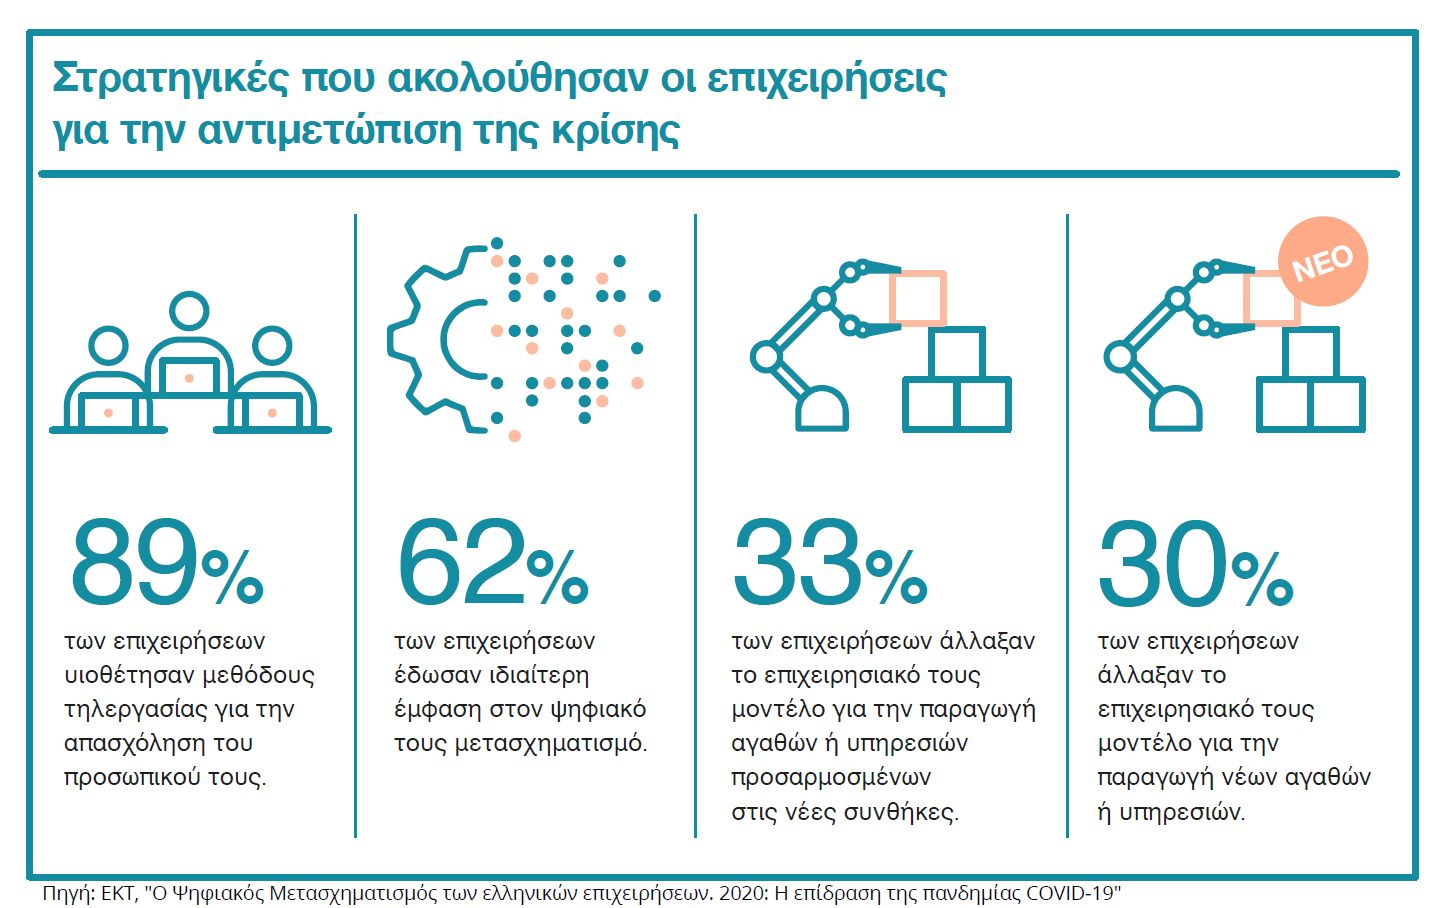 Στρατηγικές που ακολούθησαν οι επιχειρήσεις
για την αντιμετώπιση της κρίσης
ΝΕΟ
89%
των επιχειρήσεων
υιοθέτησαν μεθόδους
τηλεργασίας για την
απασχόληση του
προσωπικού τους.
62%
των επιχειρήσεων
έδωσαν ιδιαίτερη
έμφαση στον ψηφιακό
τους μετασχηματισμό.
33%
των επιχειρήσεων άλλαξαν
το επιχειρησιακό τους
μοντέλο για την παραγωγή
αγαθών ή υπηρεσιών
προσαρμοσμένων
στις νέες συνθήκες.
30%
των επιχειρήσεων
άλλαξαν το
επιχειρησιακό τους
μοντέλο για την
παραγωγή νέων αγαθών
ή υπηρεσιών.
Πηγή: ΕΚΤ, "Ο Ψηφιακός Μετασχηματισμός των ελληνικών επιχειρήσεων. 2020: Η επίδραση της πανδημίας COVID-19"